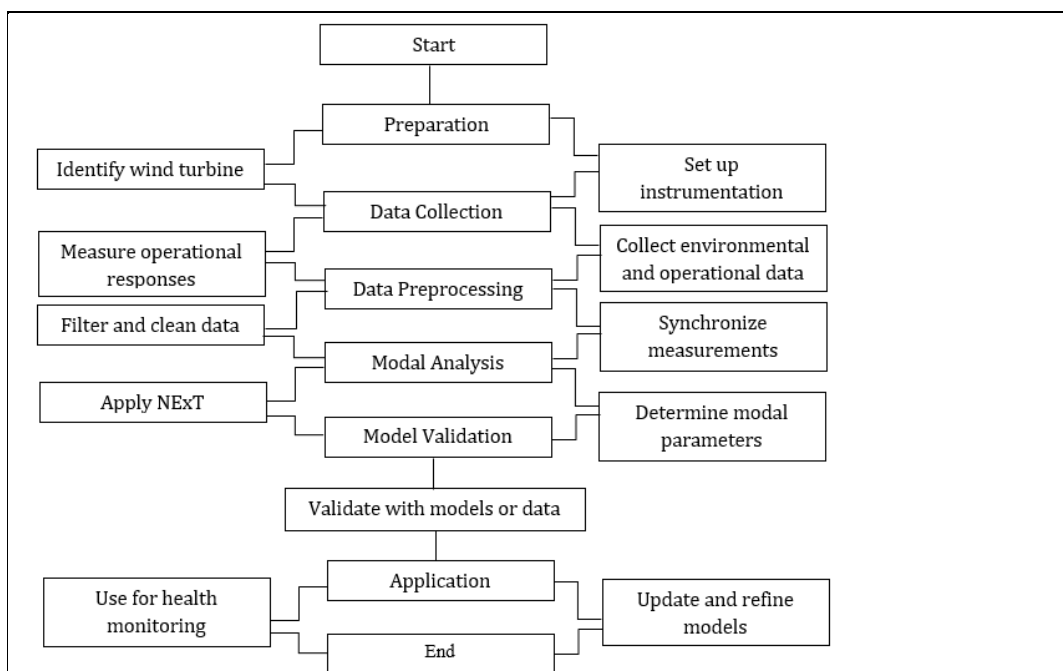 Start
Preparation
Identify wind turbine
Set up
instrumentation
Data Collection
Measure operational
responses
Collect environmental
and operational data
Data Preprocessing
Filter and clean data
Synchronize
measurements
Modal Analysis
Apply NExT
Determine modal
parameters
Model Validation
Validate with models or data
Application
Use for health
monitoring
Update and refine
models
End